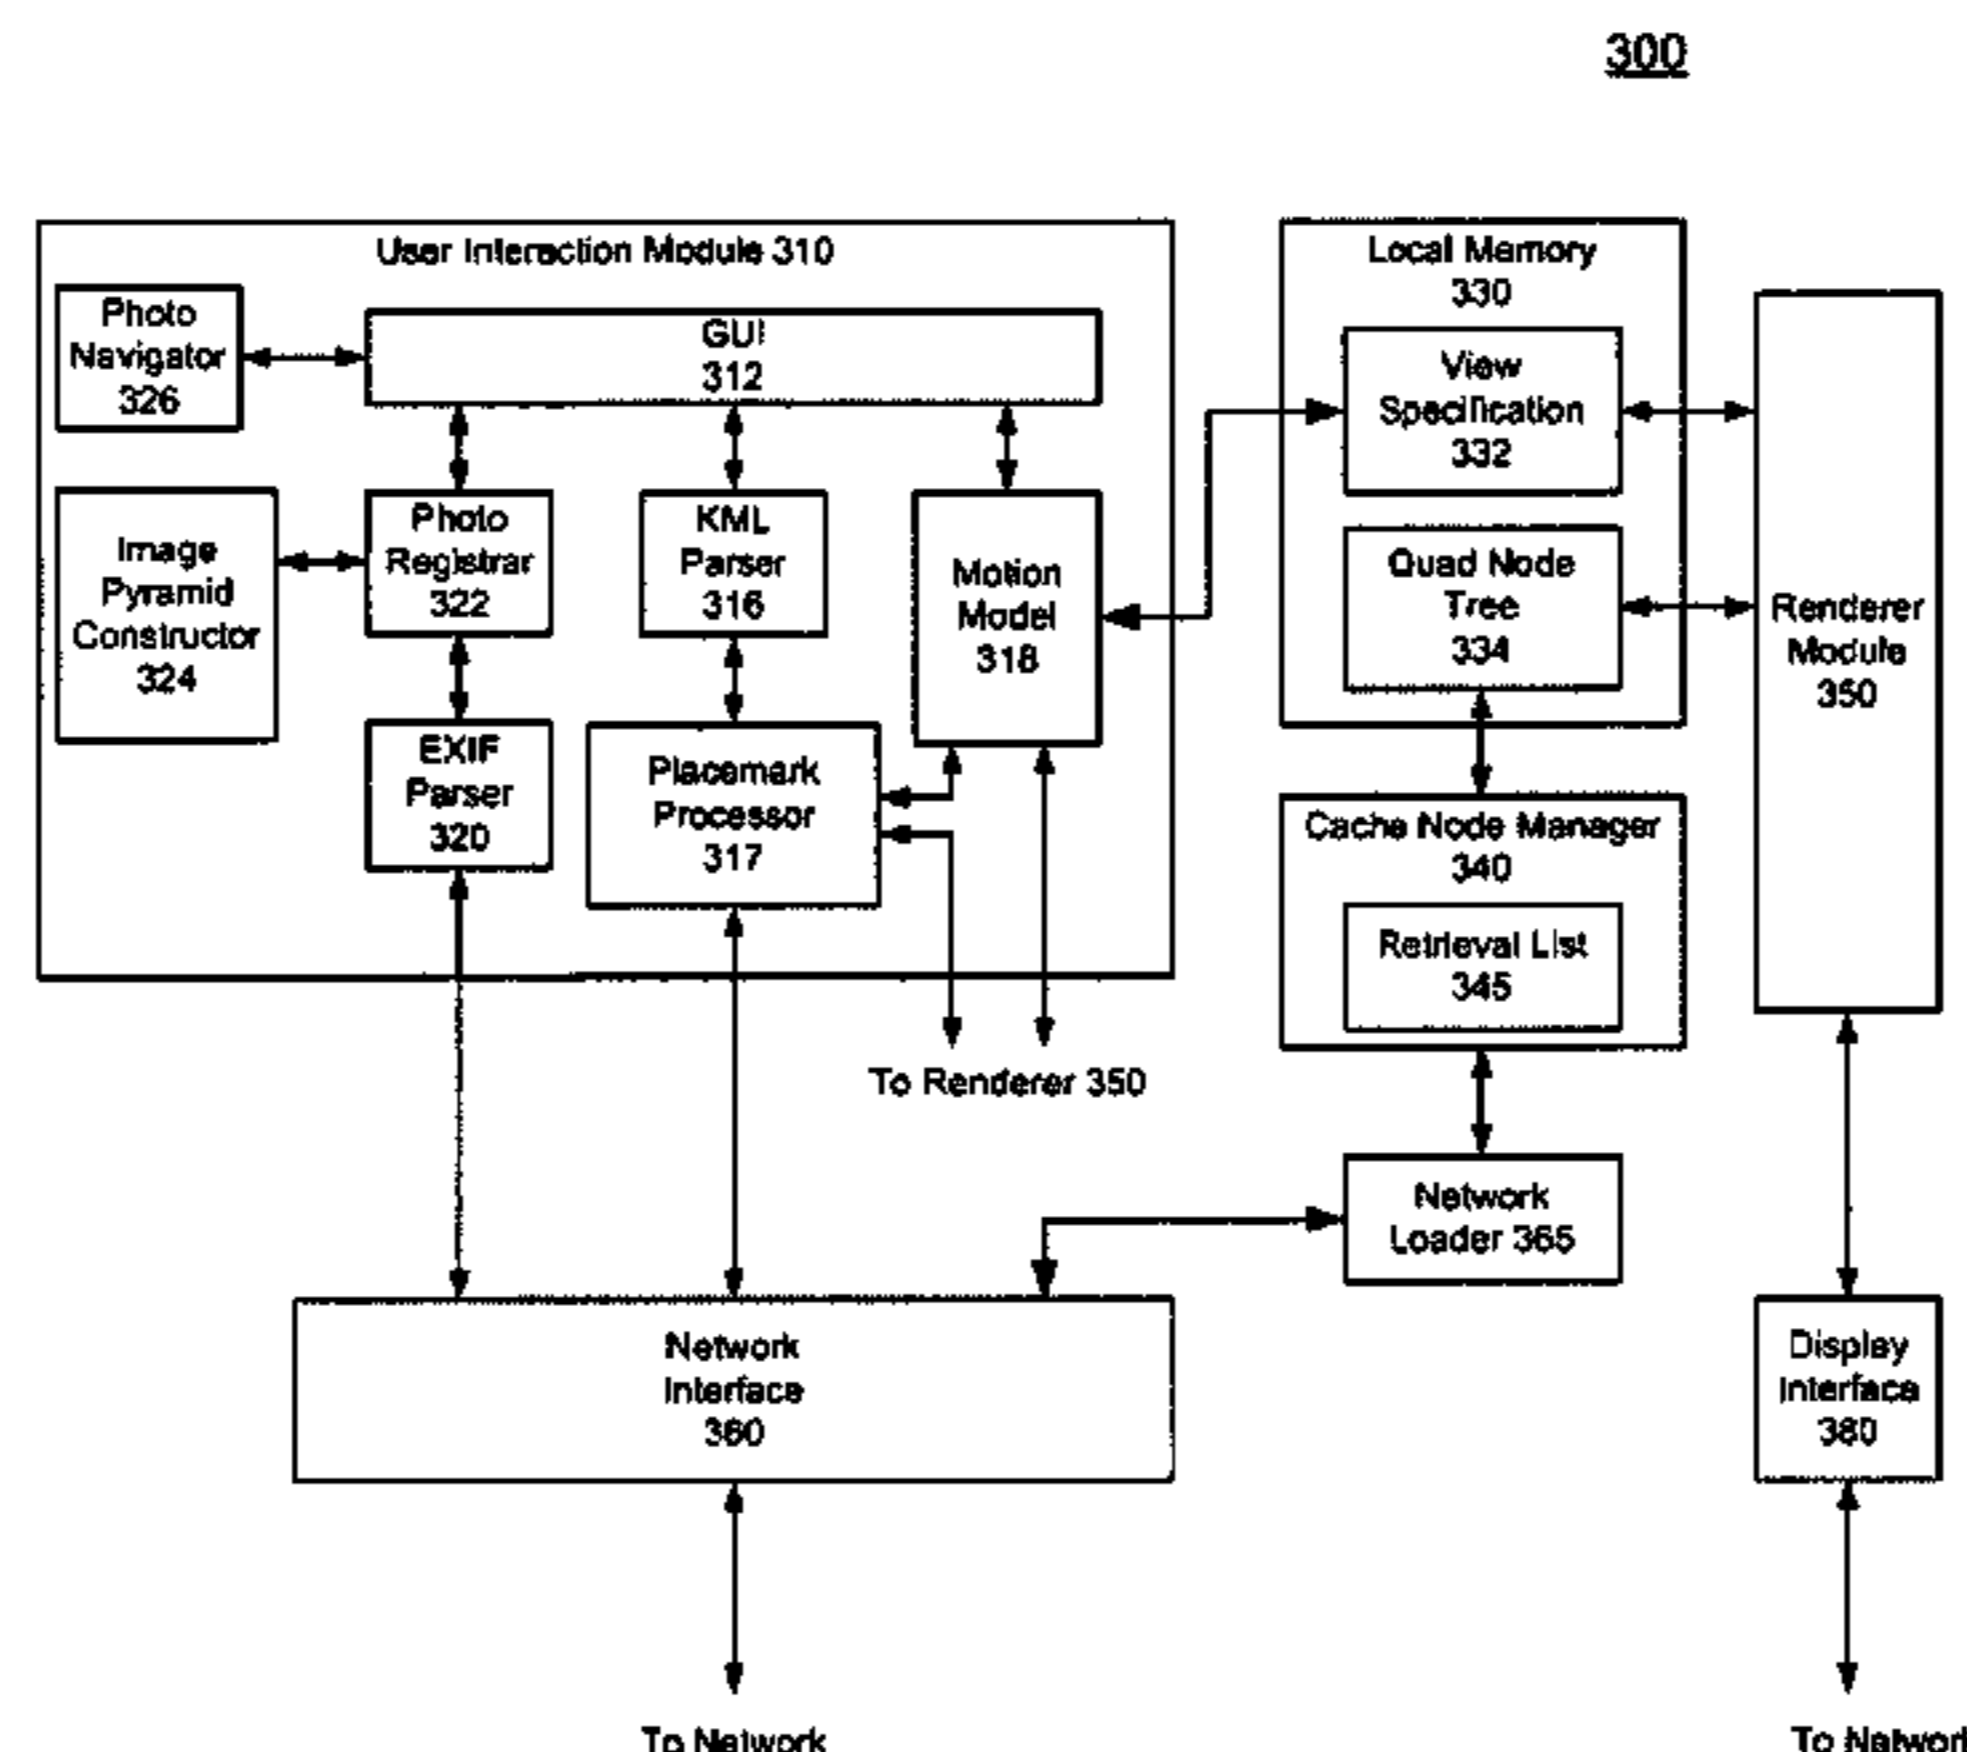 300
User Interaction Module 310
Photo
Navigator
326
GUI
312
Image
Pyramid
Constructor
324
Photo
Registrar
322
KML
Parser
316
Motion
Model
318
EXIF
Parser
320
Placemark
Processor
317
To Renderer 350
Local Memory
330
View
Specification
332
Quad Node
Tree
334
Cache Node Manager
340
Retrieval List
345
Renderer
Module
350
Network
Loader 365
Network
Interface
360
Display
Interface
380
To Network
To Network